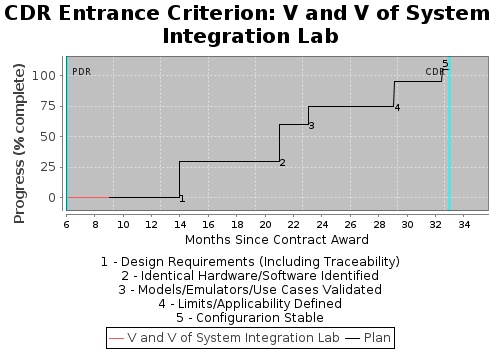 CDR Entrance Criterion: V and V of System
Integration Lab
Progress (% complete)
100
75
50
25
0
PDR
CDR
1
2
3
4
5
6 8 10 12 14 16 18 20 22 24 26 28 30 32 34
Months Since Contract Award
1 - Design Requirements (Including Traceability)
2 - Identical Hardware/Software Identified
3 - Models/Emulators/Use Cases Validated
4 - Limits/Applicability Defined
5 - Configurarion Stable
V and V of System Integration Lab Plan